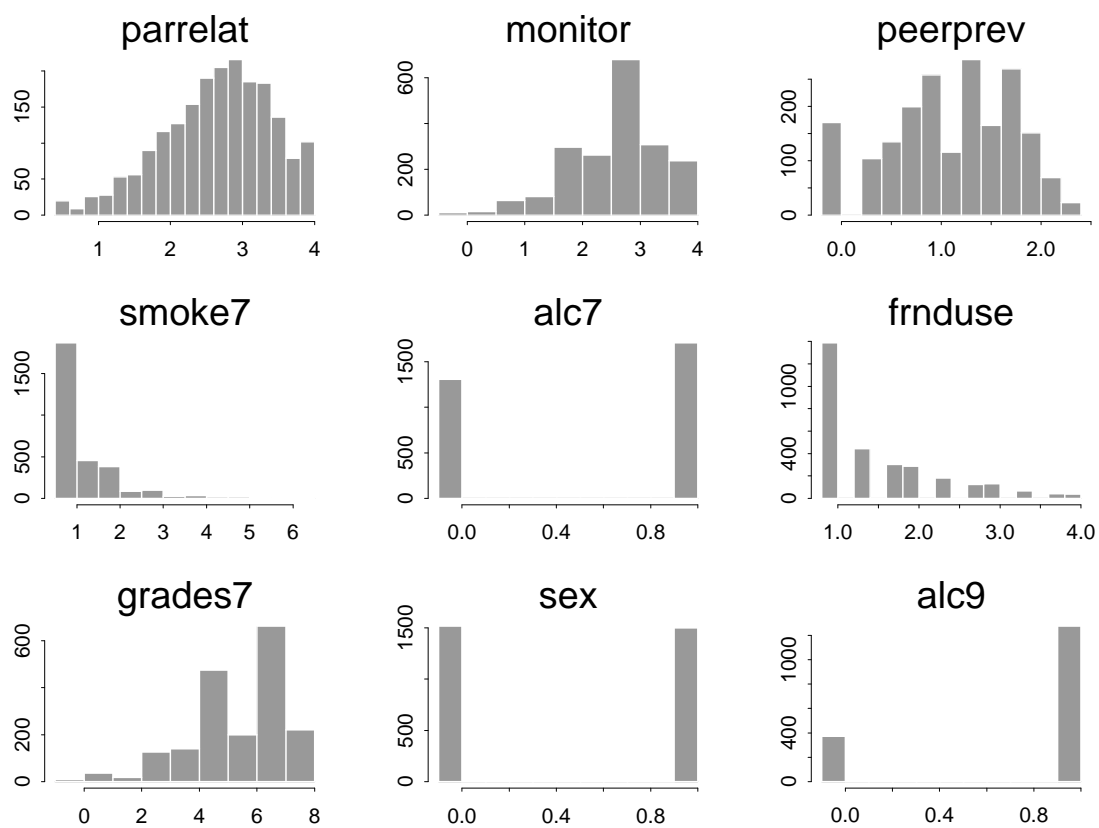 parrelat monitor peerprev
0 50 150
1 2 3 4
0 200 600
0 1 2 3 4
0 100 200
0.0 1.0 2.0
smoke7 alc7 frnduse
0 500 1500
1 2 3 4 5 6
0 500 1500
0.0 0.4 0.8
0 400 1000
1.0 2.0 3.0 4.0
grades7 sex alc9
0 200 600
0 2 4 6 8
0 500 1500
0.0 0.4 0.8
0 400 1000
0.0 0.4 0.8